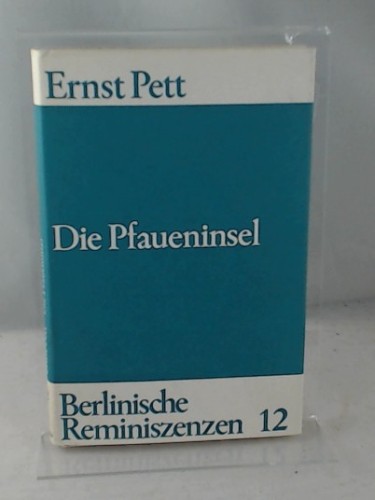 Ernst Pett
Die Pfaueninsel
Berlinische
Reminiszenzen 12